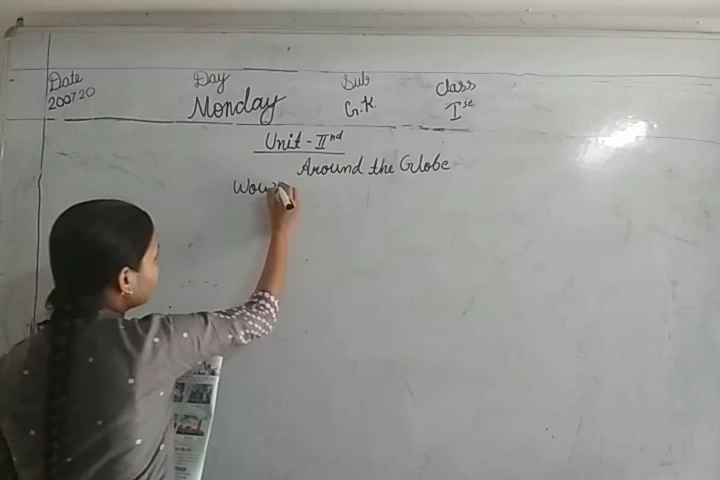 Date Day Sub Class
200720 Monday G.K. Ist
Unit - IInd
Around the Globe